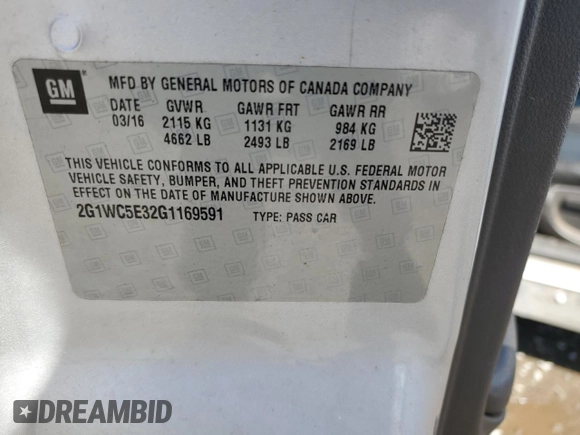 GM
MFD BY GENERAL MOTORS OF CANADA COMPANY
DATE GVWR GAWR FRT GAWR RR
03/16 2115 KG 1131 KG 984 KG
4662 LB 2493 LB 2169 LB
THIS VEHICLE CONFORMS TO ALL APPLICABLE U.S. FEDERAL MOTOR
VEHICLE SAFETY, BUMPER, AND THEFT PREVENTION STANDARDS IN
EFFECT ON THE DATE OF MANUFACTURE SHOWN ABOVE.
2G1WC5E32G1169591 TYPE: PASS CAR
DREAMBID